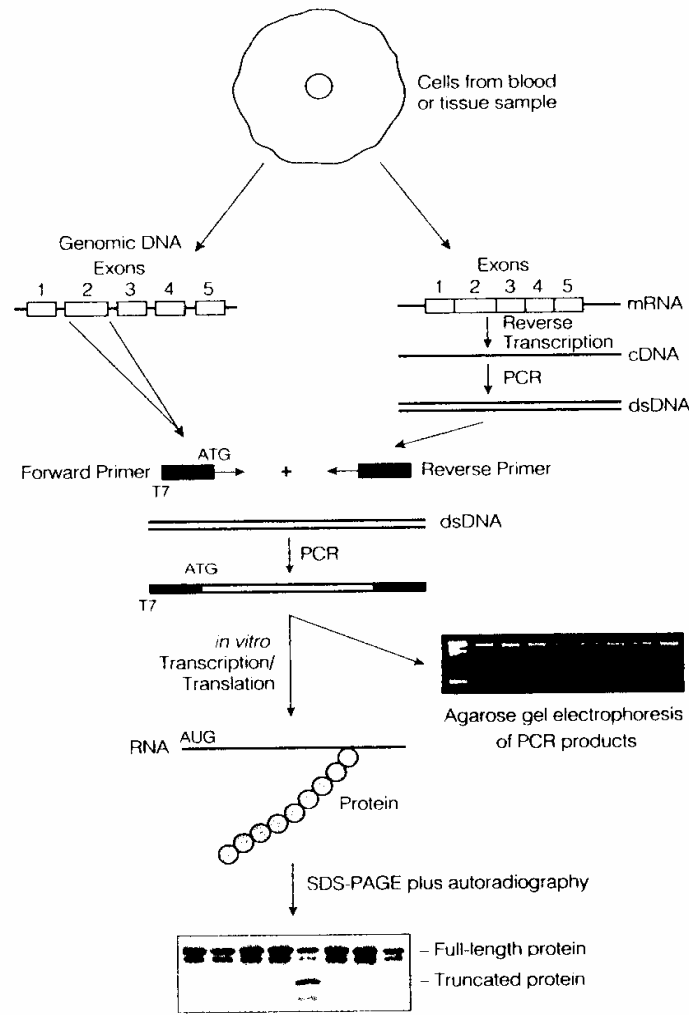 Cells from blood
or tissue sample
Genomic DNA
Exons
1 2 3 4 5
Exons
1 2 3 4 5
mRNA
Reverse
Transcription
cDNA
PCR
dsDNA
ATG
Forward Primer
+
Reverse Primer
T7
dsDNA
PCR
ATG
T7
in vitro
Transcription/
Translation
Agarose gel electrophoresis
of PCR products
RNA
AUG
Protein
SDS-PAGE plus autoradiography
– Full-length protein
– Truncated protein